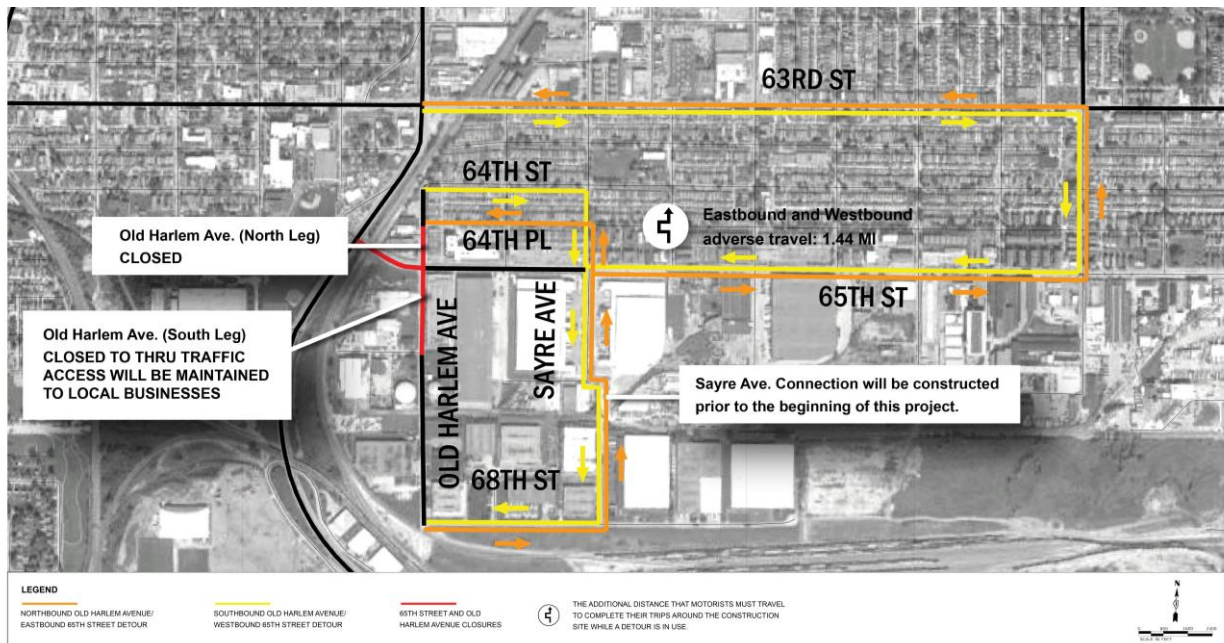 63RD ST
64TH ST
Eastbound and Westbound
adverse travel: 1.44 MI
Old Harlem Ave. (North Leg)
CLOSED
64TH PL
65TH ST
Old Harlem Ave. (South Leg)
CLOSED TO THRU TRAFFIC
ACCESS WILL BE MAINTAINED
TO LOCAL BUSINESSES
OLD HARLEM AVE
SAYRE AVE
Sayre Ave. Connection will be constructed
prior to the beginning of this project.
68TH ST
LEGEND
NORTHBOUND OLD HARLEM AVENUE/
EASTBOUND 65TH STREET DETOUR
SOUTHBOUND OLD HARLEM AVENUE/
WESTBOUND 65TH STREET DETOUR
65TH STREET AND OLD
HARLEM AVENUE CLOSURES
THE ADDITIONAL DISTANCE THAT MOTORISTS MUST TRAVEL
TO COMPLETE THEIR TRIPS AROUND THE CONSTRUCTION
SITE WHILE A DETOUR IS IN USE.
N